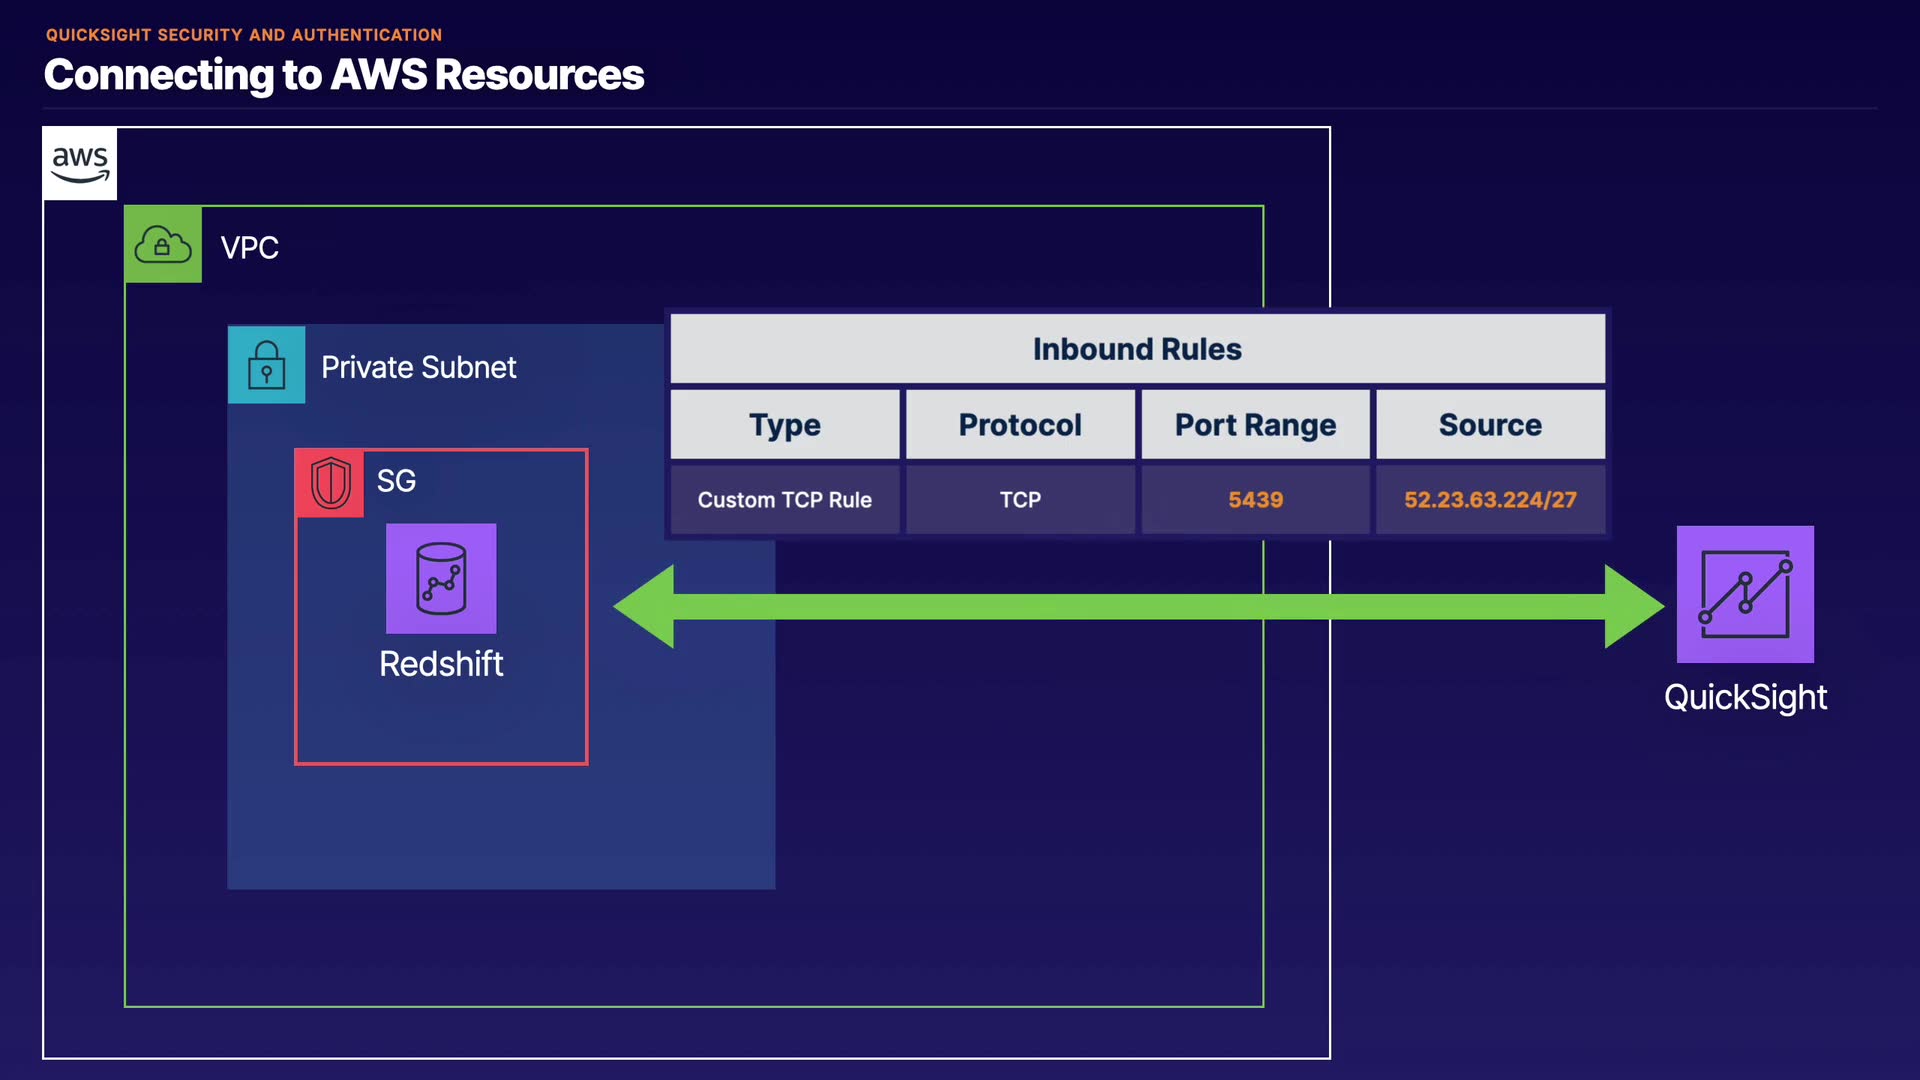 QUICKSIGHT SECURITY AND AUTHENTICATION
Connecting to AWS Resources
aws
VPC
Private Subnet
Inbound Rules
Type Protocol Port Range Source
Custom TCP Rule TCP 5439 52.23.63.224/27
SG
Redshift
QuickSight